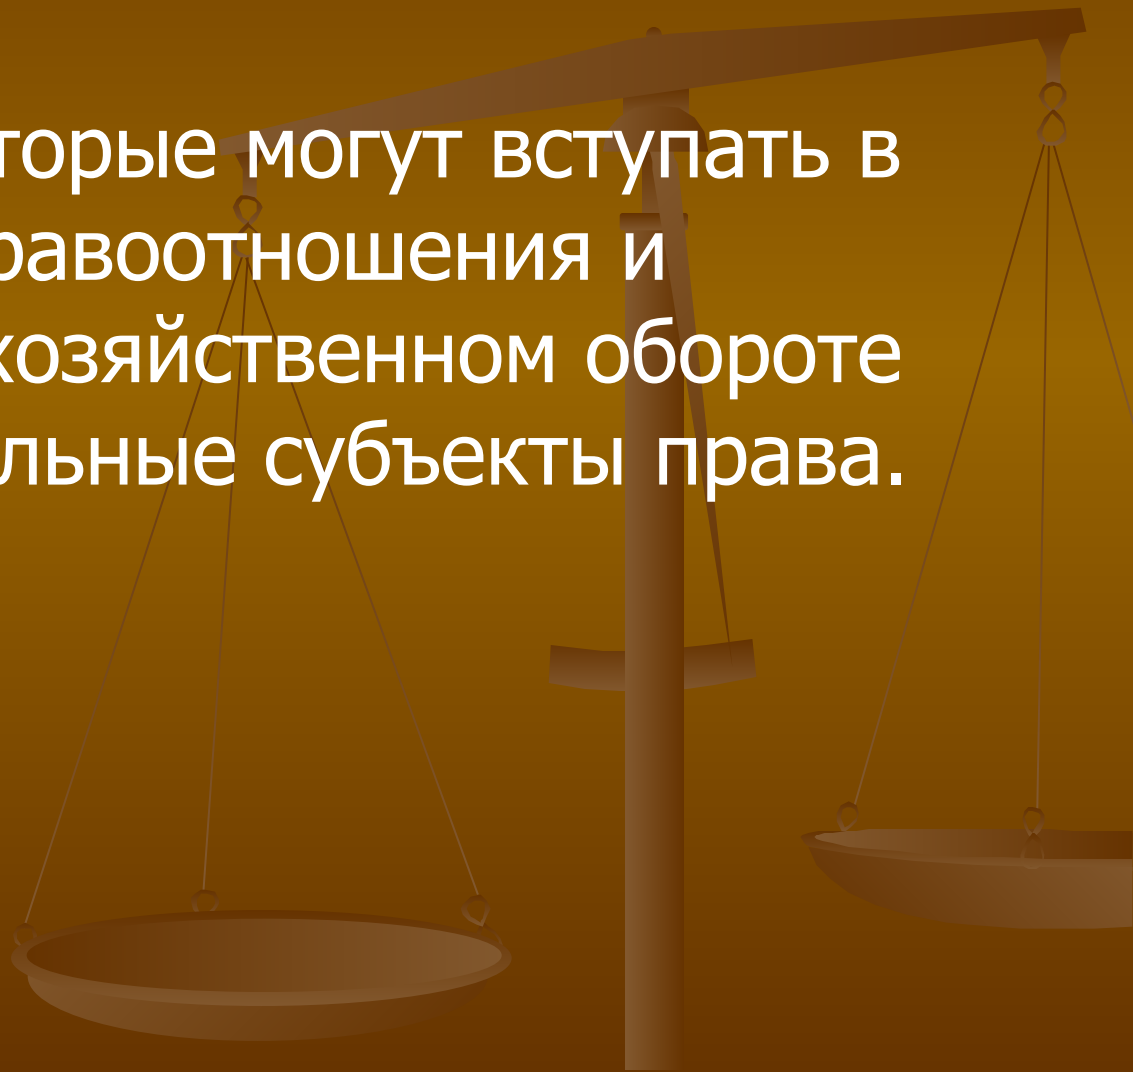 торые могут вступать в
равоотношения и
хозяйственном обороте
льные субъекты права.